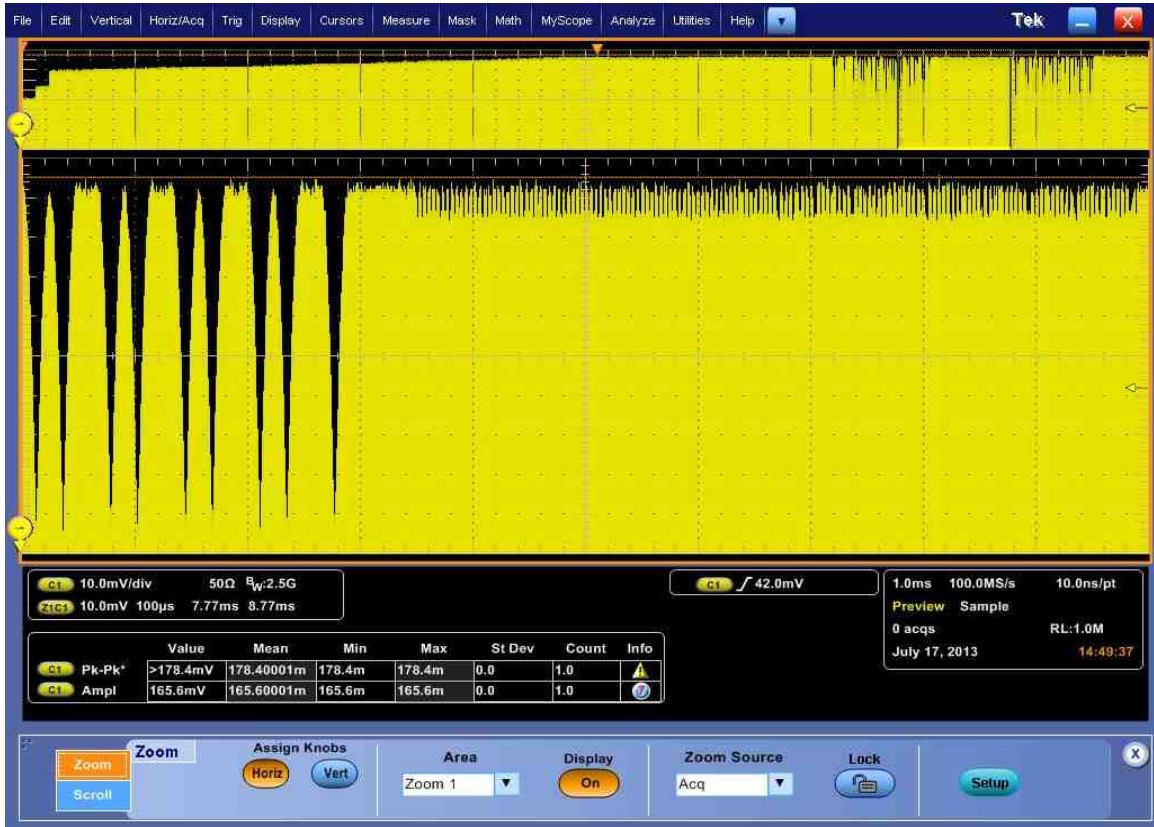 File Edit Vertical Horiz/Acq Trig Display Cursors Measure Mask Math MyScope Analyze Utilities Help Tek X
C1 10.0mV/div 50Ω BW:2.5G
Z1C1 10.0mV 100µs 7.77ms 8.77ms
C1 42.0mV
1.0ms 100.0MS/s 10.0ns/pt
Preview Sample
0 acqs RL:1.0M
July 17, 2013 14:49:37
Value Mean Min Max St Dev Count Info
C1 Pk-Pk* >178.4mV 178.40001m 178.4m 178.4m 0.0 1.0
C1 Ampl 165.6mV 165.60001m 165.6m 165.6m 0.0 1.0
Zoom
Scroll
Zoom
Assign Knobs
Horiz Vert
Area
Zoom 1
Display
On
Zoom Source
Acq
Lock
Setup
X